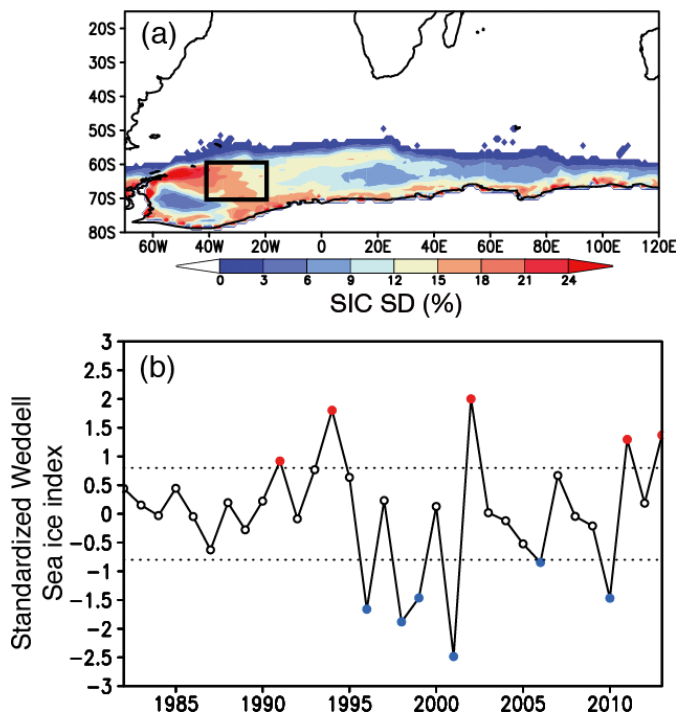 (a)
20S
30S
40S
50S
60S
70S
80S
60W 40W 20W 0 20E 40E 60E 80E 100E 120E
0 3 6 9 12 15 18 21 24
SIC SD (%)
(b)
Standardized Weddell
Sea ice index
3
2.5
2
1.5
1
0.5
0
-0.5
-1
-1.5
-2
-2.5
-3
1985 1990 1995 2000 2005 2010